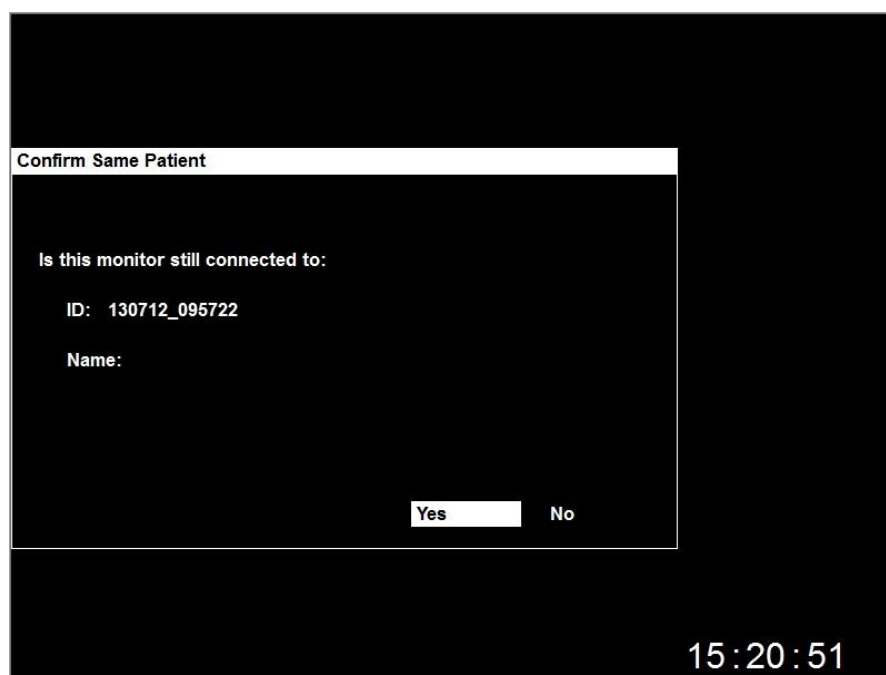 Confirm Same Patient
Is this monitor still connected to:
ID: 130712_095722
Name:
Yes No
15:20:51